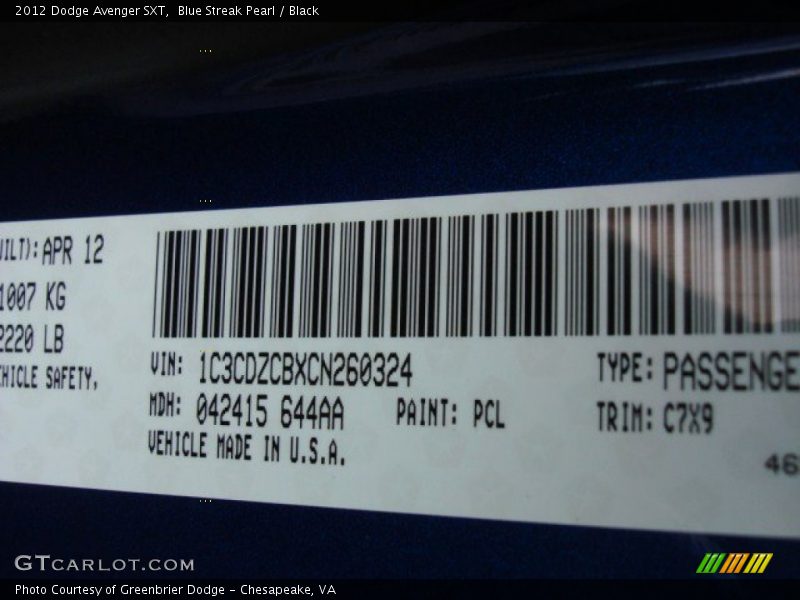 2012 Dodge Avenger SXT,  Blue Streak Pearl / Black
UILT): APR 12
1007 KG
2220 LB
EHICLE SAFETY,
VIN: 1C3CDZCBXCN260324
MDH: 042415 644AA PAINT: PCL
VEHICLE MADE IN U.S.A.
TYPE: PASSENGE
TRIM: C7X9
46
GTCARLOT.COM
Photo Courtesy of Greenbrier Dodge - Chesapeake, VA